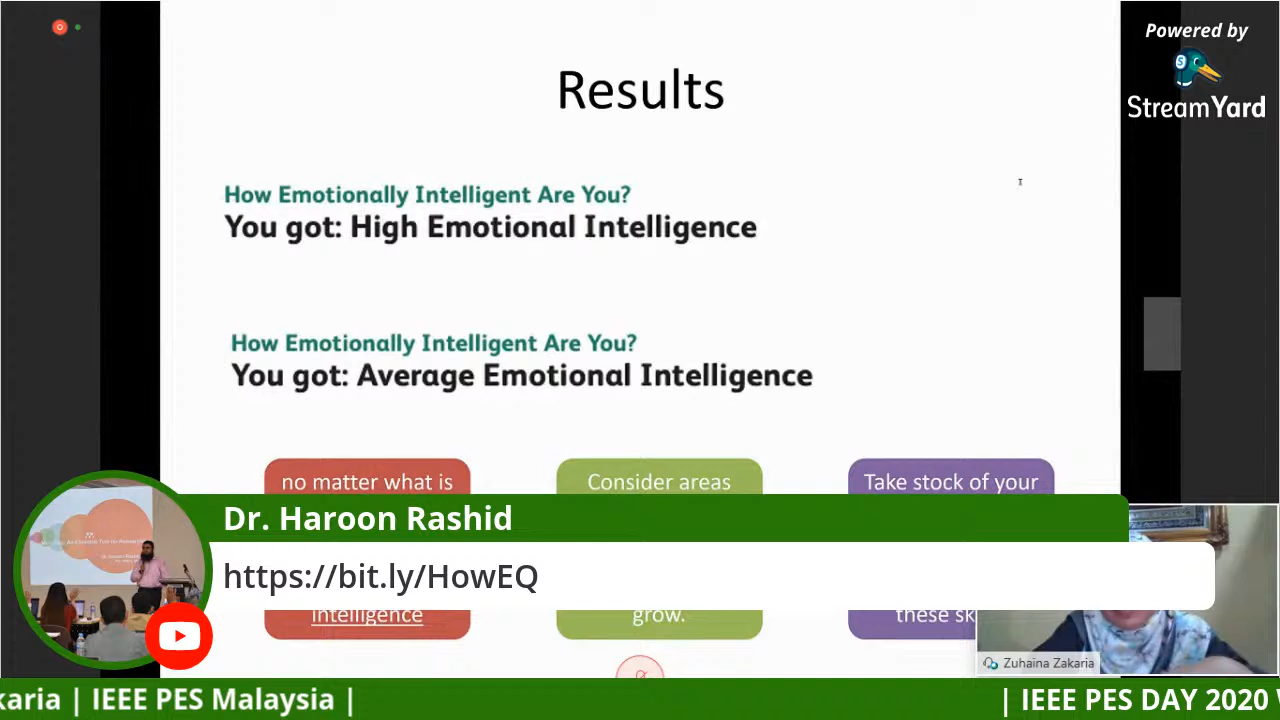 Powered by
StreamYard
Results
How Emotionally Intelligent Are You?
You got: High Emotional Intelligence
How Emotionally Intelligent Are You?
You got: Average Emotional Intelligence
no matter what is
Consider areas
Take stock of your
Dr. Haroon Rashid
https://bit.ly/HowEQ
intelligence
grow.
these sk
Zuhaina Zakaria
karia | IEEE PES Malaysia |
| IEEE PES DAY 2020